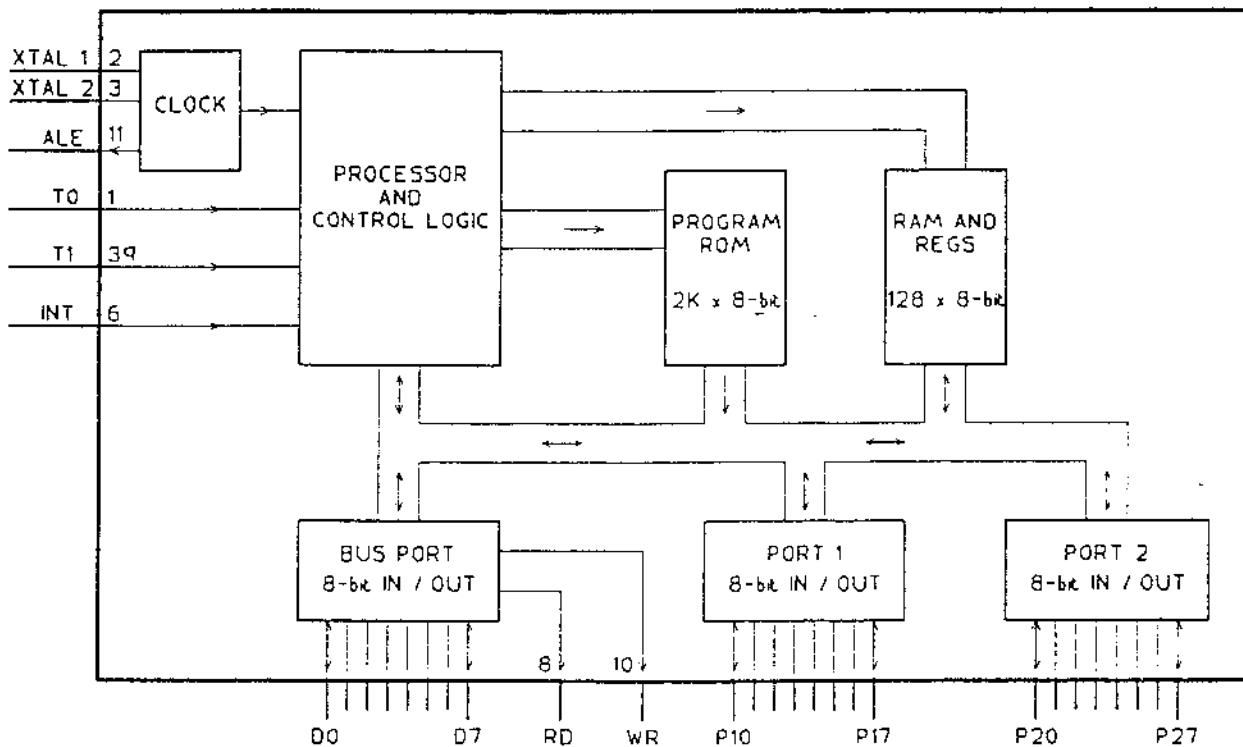 XTAL 1 2
XTAL 2 3
ALE 11
T0 1
T1 39
INT 6
CLOCK
PROCESSOR
AND
CONTROL LOGIC
PROGRAM
ROM
2K x 8-bit
RAM AND
REGS
128 x 8-bit
BUS PORT
8-bit IN / OUT
PORT 1
8-bit IN / OUT
PORT 2
8-bit IN / OUT
8 10
D0 D7 RD WR P10 P17 P20 P27